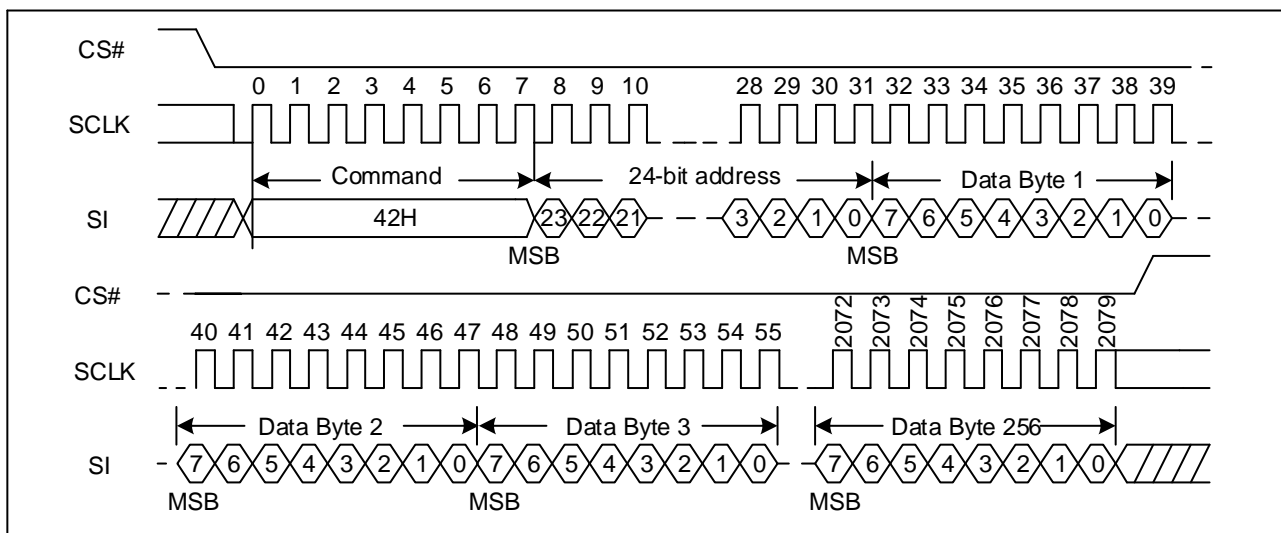 CS#
0 1 2 3 4 5 6 7 8 9 10 28 29 30 31 32 33 34 35 36 37 38 39
SCLK
Command 24-bit address Data Byte 1
SI 42H 23 22 21 3 2 1 0 7 6 5 4 3 2 1 0
MSB MSB
CS#
40 41 42 43 44 45 46 47 48 49 50 51 52 53 54 55 2072 2073 2074 2075 2076 2077 2078 2079
SCLK
Data Byte 2 Data Byte 3 Data Byte 256
SI 7 6 5 4 3 2 1 0 7 6 5 4 3 2 1 0 7 6 5 4 3 2 1 0
MSB MSB MSB